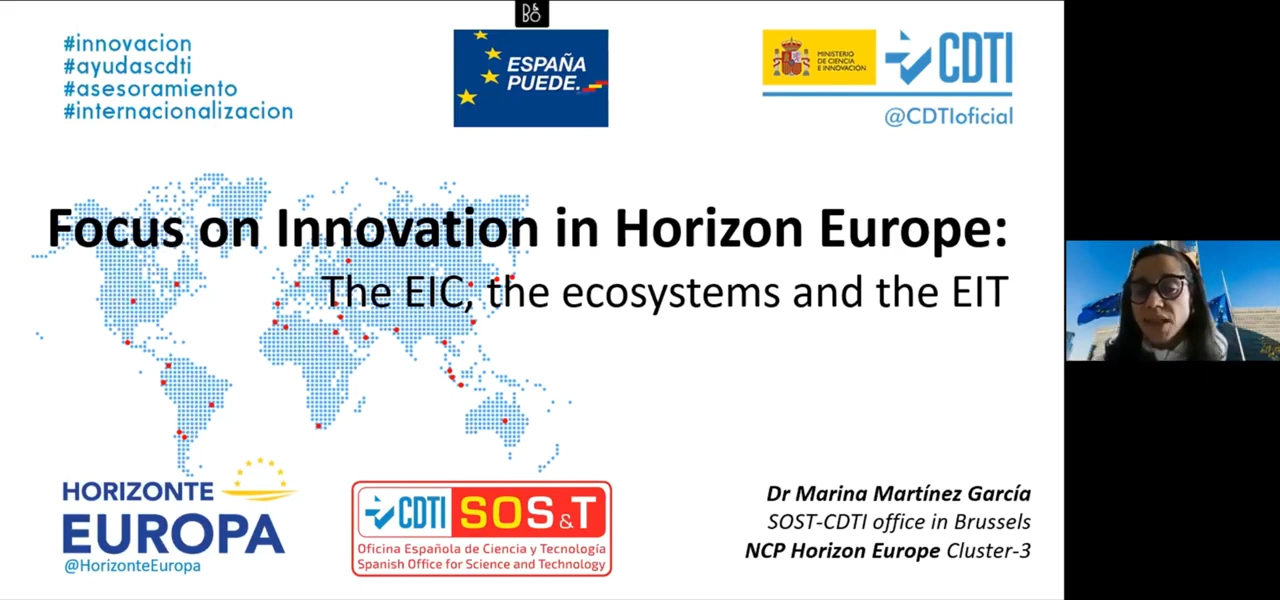 #innovacion
#ayudascdti
#asesoramiento
#internacionalizacion
ESPAÑA
PUEDE.
MINISTERIO
DE CIENCIA
E INNOVACIÓN
CDTI
@CDTIoficial
Focus on Innovation in Horizon Europe:
The EIC, the ecosystems and the EIT
HORIZONTE
EUROPA
@HorizonteEuropa
CDTI SOS&T
Oficina Española de Ciencia y Tecnología
Spanish Office for Science and Technology
Dr Marina Martínez García
SOST-CDTI office in Brussels
NCP Horizon Europe Cluster-3